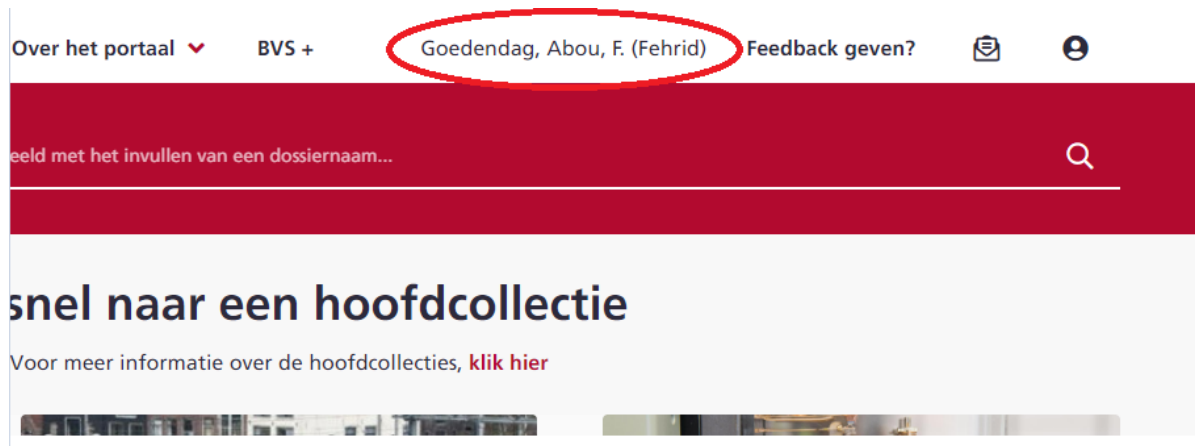 Over het portaal BVS + Goedendag, Abou, F. (Fehrid) Feedback geven?
eeld met het invullen van een dossiernaam...
snel naar een hoofdcollectie
Voor meer informatie over de hoofdcollecties, klik hier